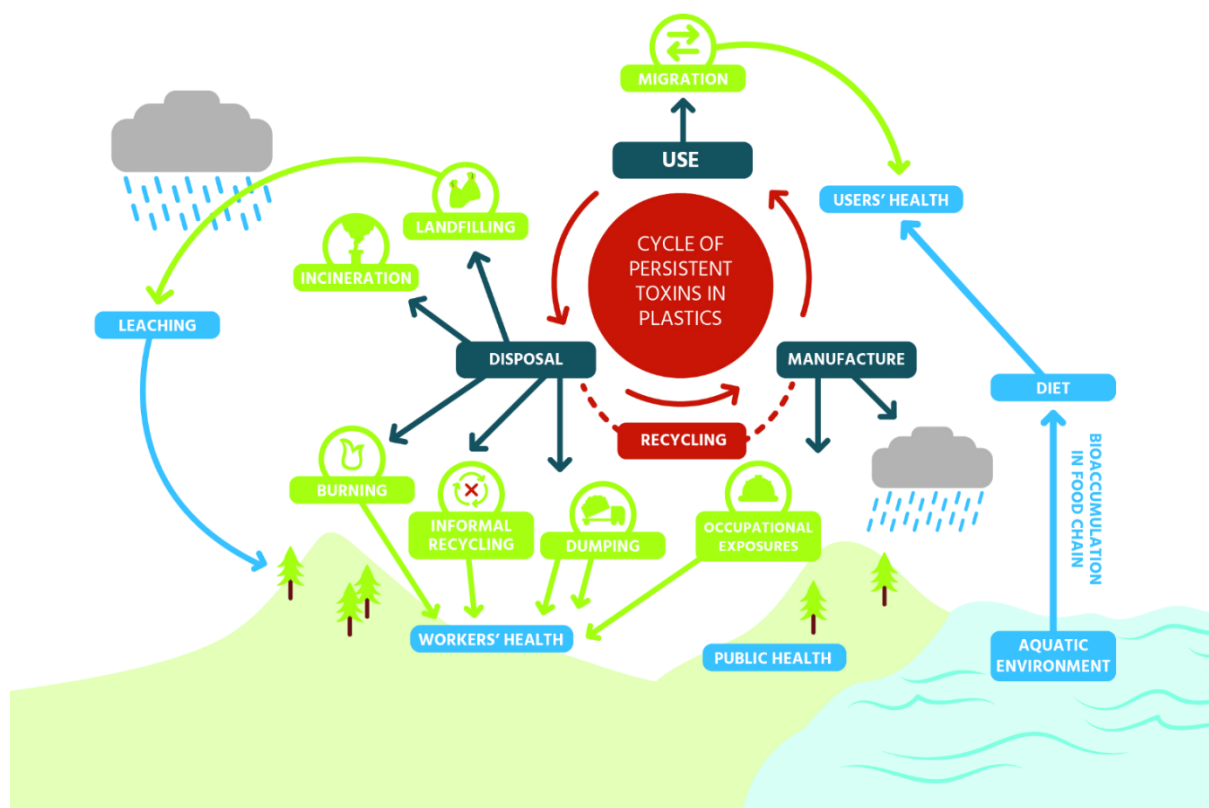 MIGRATION
USE
USERS' HEALTH
LANDFILLING
INCINERATION
CYCLE OF
PERSISTENT
TOXINS IN
PLASTICS
LEACHING
DISPOSAL
MANUFACTURE
DIET
RECYCLING
BIOACCUMULATION
IN FOOD CHAIN
BURNING
INFORMAL
RECYCLING
DUMPING
OCCUPATIONAL
EXPOSURES
WORKERS' HEALTH
PUBLIC HEALTH
AQUATIC
ENVIRONMENT